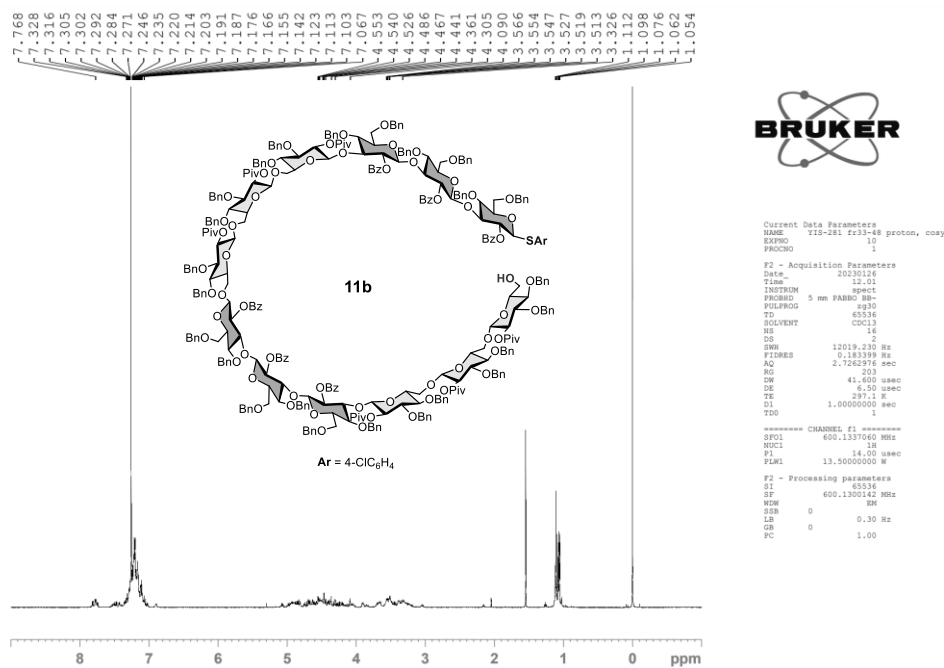 7.768
7.328
7.316
7.305
7.302
7.292
7.284
7.271
7.246
7.235
7.220
7.214
7.203
7.191
7.187
7.176
7.166
7.155
7.142
7.123
7.113
7.103
7.067
4.553
4.540
4.526
4.486
4.467
4.441
4.361
4.305
4.090
3.566
3.554
3.547
3.527
3.519
3.513
3.326
1.112
1.098
1.076
1.062
1.054
BRUKER
Current Data Parameters
NAME YIS-281 fr33-48 proton, cosy
EXPNO 10
PROCNO 1
F2 - Acquisition Parameters
Date_ 20230126
Time 12.01
INSTRUM spect
PROBHD 5 mm PABBO BB-
PULPROG zg30
TD 65536
SOLVENT CDCl3
NS 16
DS 2
SWH 12019.230 Hz
FIDRES 0.183399 Hz
AQ 2.7262976 sec
RG 203
DW 41.600 usec
DE 6.50 usec
TE 297.1 K
D1 1.00000000 sec
TD0 1
======== CHANNEL f1 ========
SFO1 600.1337060 MHz
NUC1 1H
P1 14.00 usec
PLW1 13.50000000 W
F2 - Processing parameters
SI 65536
SF 600.1300142 MHz
WDW EM
SSB 0
LB 0.30 Hz
GB 0
PC 1.00
BnO
OBn
BnO
OPiv
BnO
OBn
BnO
PivO
BzO
BnO
BnO
OBn
BzO
BnO
PivO
BzO
SAr
BnO
BnO
OBz
BnO
BnO
OBz
BnO
OBn
OBz
BnO
OBn
PivO
BnO
OBn
OPiv
OBn
OBn
OPiv
OBn
OBn
HO
11b
Ar = 4-ClC6H4
8 7 6 5 4 3 2 1 0 ppm